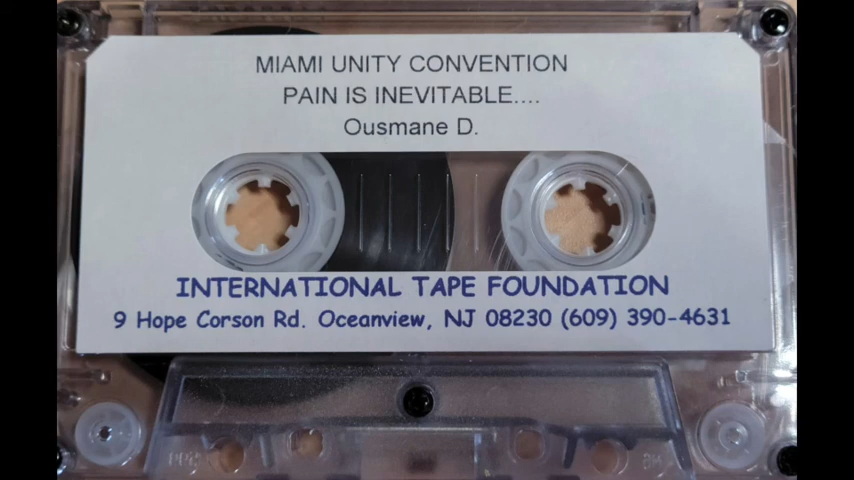 MIAMI UNITY CONVENTION
PAIN IS INEVITABLE....
Ousmane D.
INTERNATIONAL TAPE FOUNDATION
9 Hope Corson Rd. Oceanview, NJ 08230 (609) 390-4631